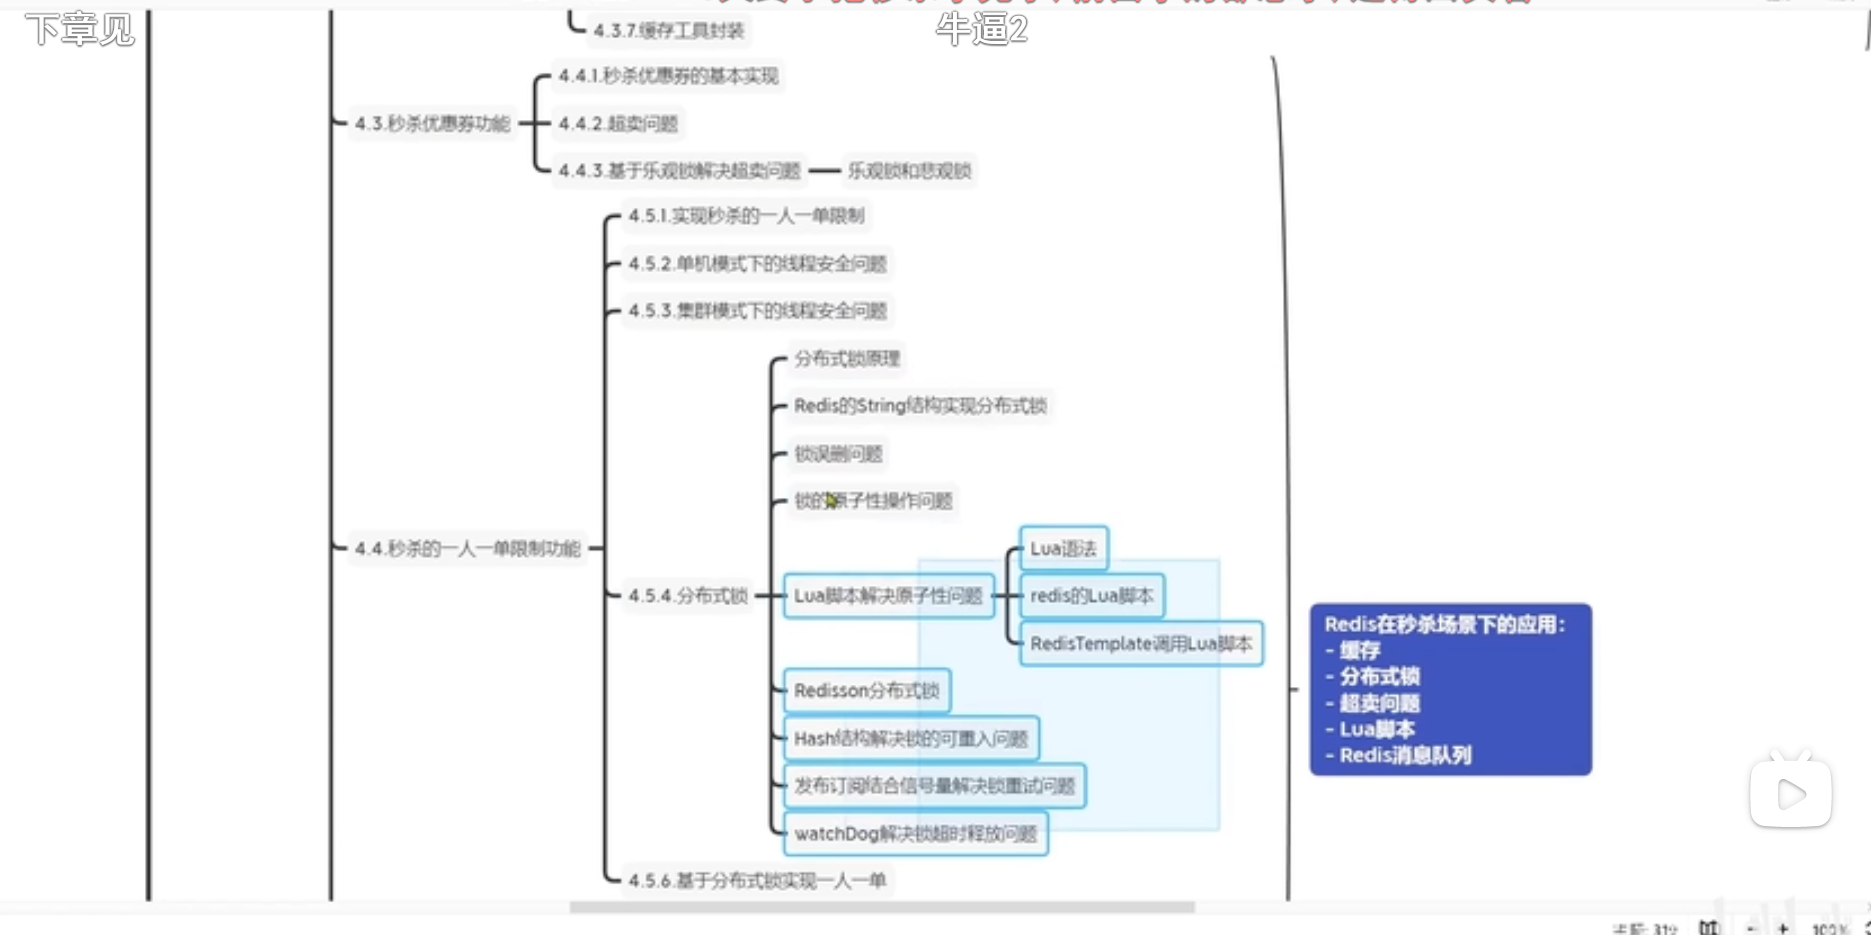 下章见
牛逼2
4.3.7.缓存工具封装
4.3.秒杀优惠券功能
4.4.1.秒杀优惠券的基本实现
4.4.2.超卖问题
4.4.3.基于乐观锁解决超卖问题
乐观锁和悲观锁
4.4.秒杀的一人一单限制功能
4.5.1.实现秒杀的一人一单限制
4.5.2.单机模式下的线程安全问题
4.5.3.集群模式下的线程安全问题
4.5.4.分布式锁
分布式锁原理
Redis的String结构实现分布式锁
锁误删问题
锁的原子性操作问题
Lua脚本解决原子性问题
Lua语法
redis的Lua脚本
RedisTemplate调用Lua脚本
Redisson分布式锁
Hash结构解决锁的可重入问题
发布订阅结合信号量解决锁重试问题
watchDog解决锁超时释放问题
4.5.6.基于分布式锁实现一人一单
Redis在秒杀场景下的应用：
- 缓存
- 分布式锁
- 超卖问题
- Lua脚本
- Redis消息队列
100%